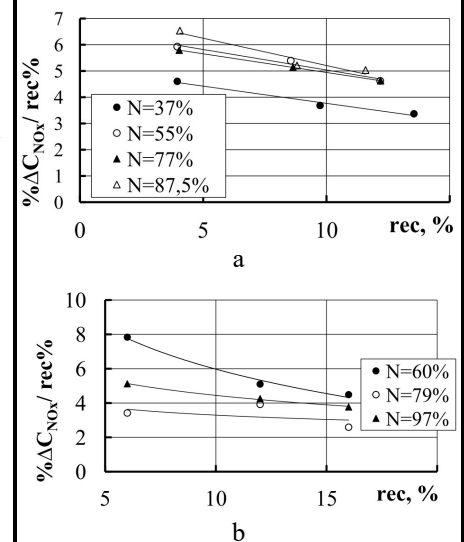 %ΔC_NOx / rec%
7
6
5
4
3
2
1
0
● N=37%
○ N=55%
▲ N=77%
△ N=87,5%
0 5 10 rec, %
a
%ΔC_NOx / rec%
10
8
6
4
2
0
● N=60%
○ N=79%
▲ N=97%
5 10 15 rec, %
b